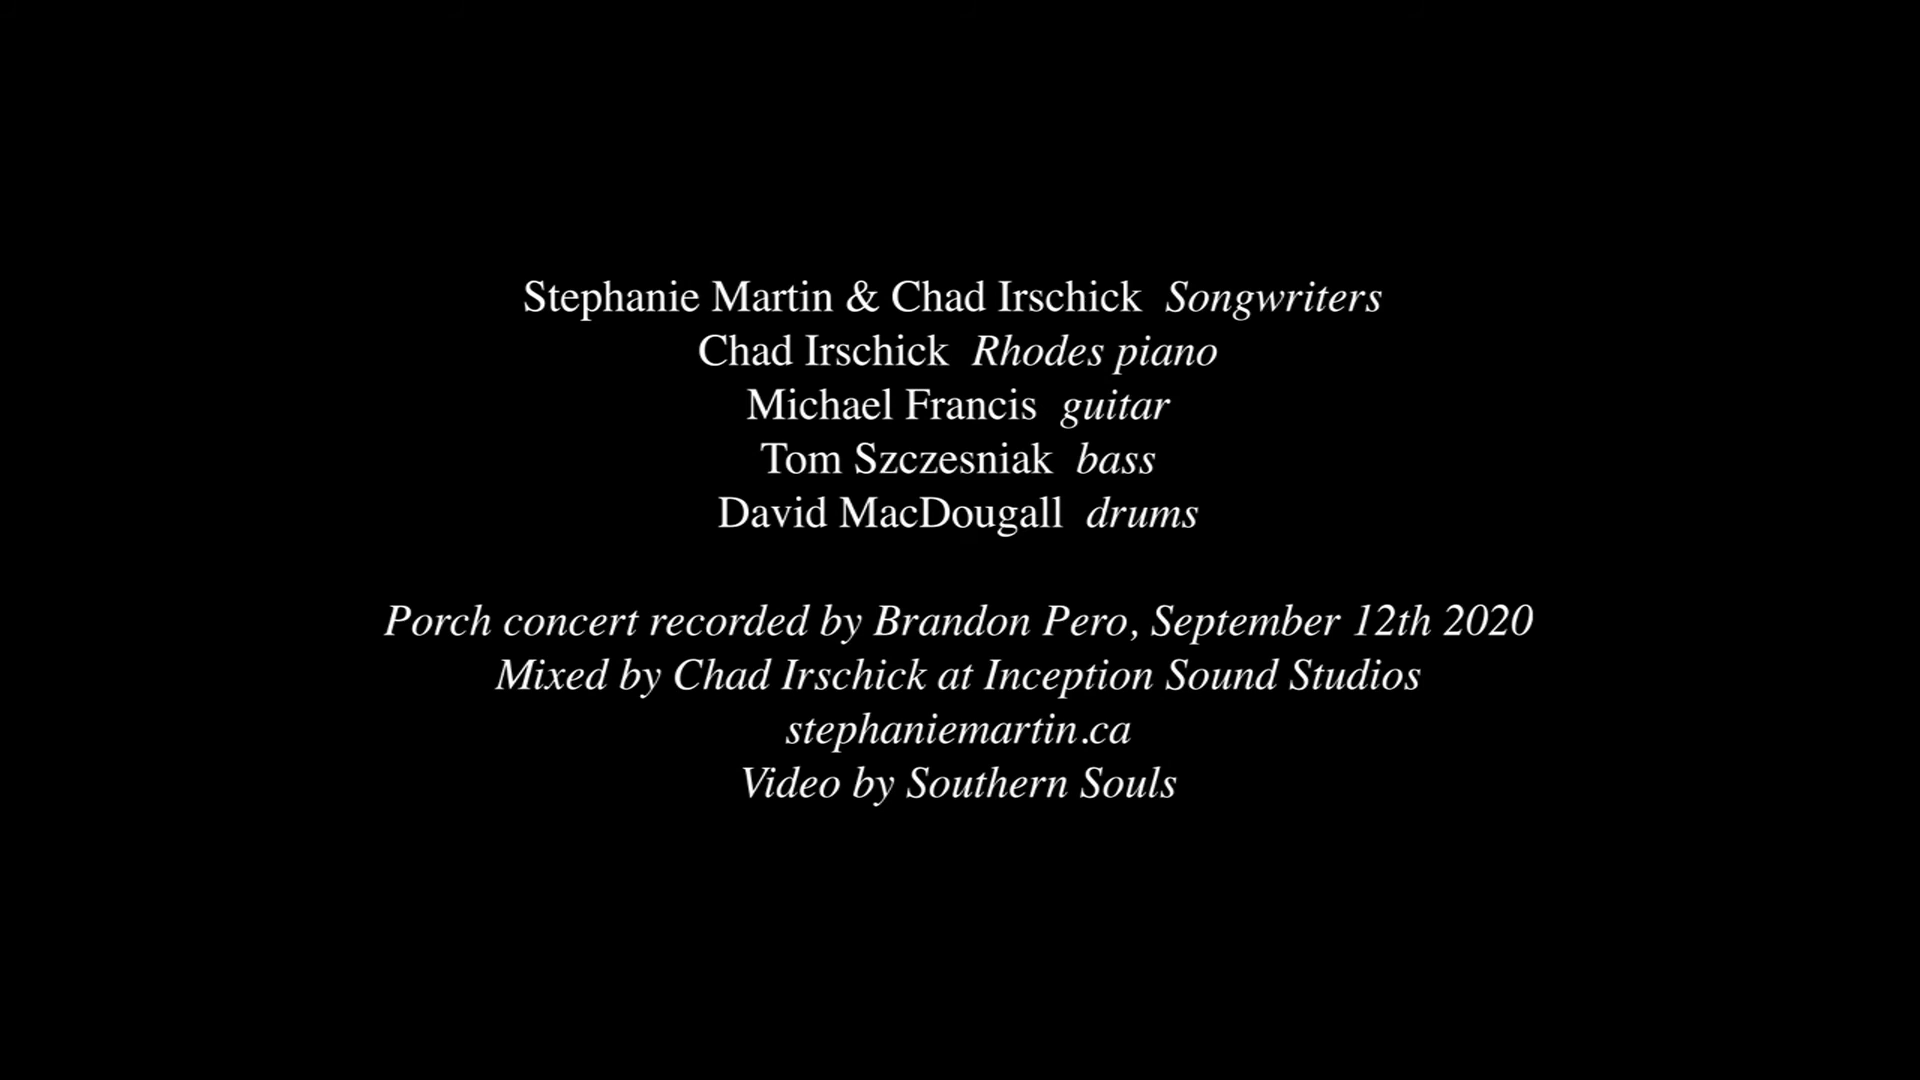 Stephanie Martin & Chad Irschick Songwriters
Chad Irschick Rhodes piano
Michael Francis guitar
Tom Szczesniak bass
David MacDougall drums
Porch concert recorded by Brandon Pero, September 12th 2020
Mixed by Chad Irschick at Inception Sound Studios
stephaniemartin.ca
Video by Southern Souls